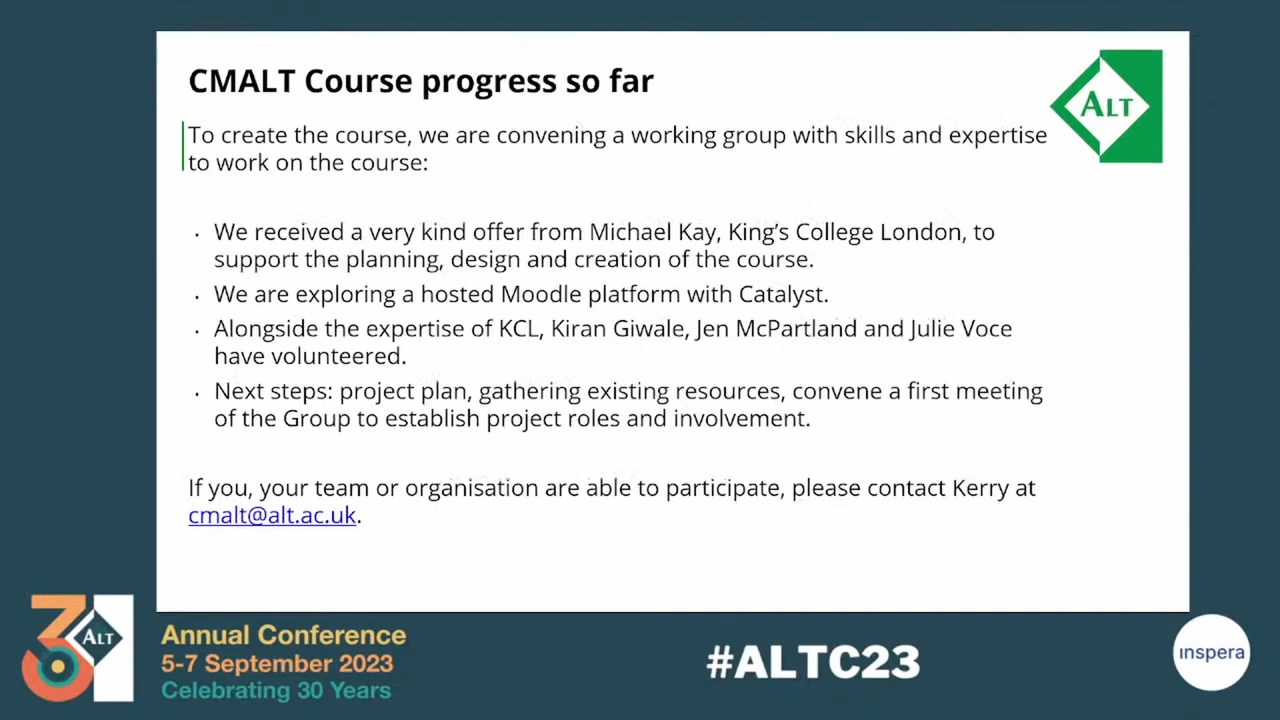 CMALT Course progress so far
ALT
To create the course, we are convening a working group with skills and expertise
to work on the course:
· We received a very kind offer from Michael Kay, King's College London, to
support the planning, design and creation of the course.
· We are exploring a hosted Moodle platform with Catalyst.
· Alongside the expertise of KCL, Kiran Giwale, Jen McPartland and Julie Voce
have volunteered.
· Next steps: project plan, gathering existing resources, convene a first meeting
of the Group to establish project roles and involvement.
If you, your team or organisation are able to participate, please contact Kerry at
cmalt@alt.ac.uk.
30
ALT
Annual Conference
5-7 September 2023
Celebrating 30 Years
#ALTC23
inspera